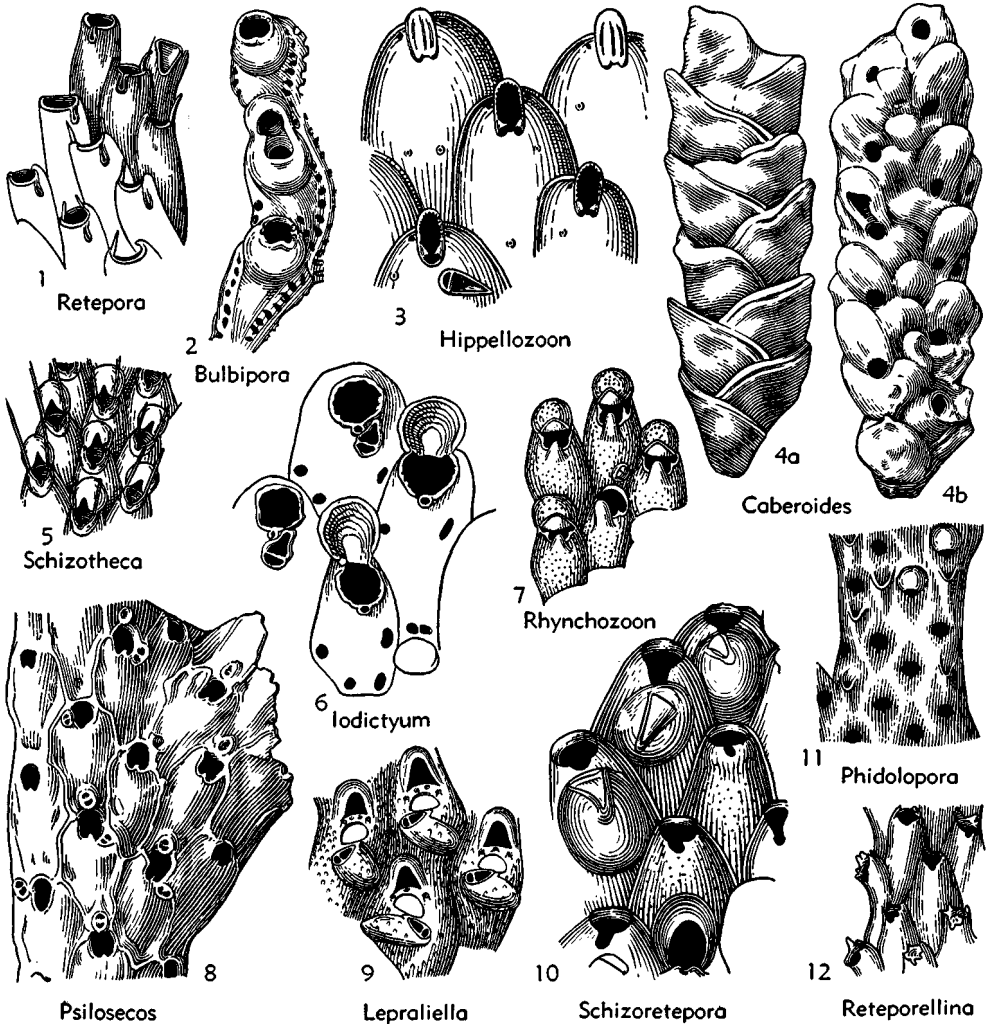 1
Retepora
2
Bulbipora
3
Hippellozoon
4a
Caberoides
4b
5
Schizotheca
6
Iodictyum
7
Rhynchozoon
8
Psilosecos
9
Lepraliella
10
Schizoretepora
11
Phidolopora
12
Reteporellina